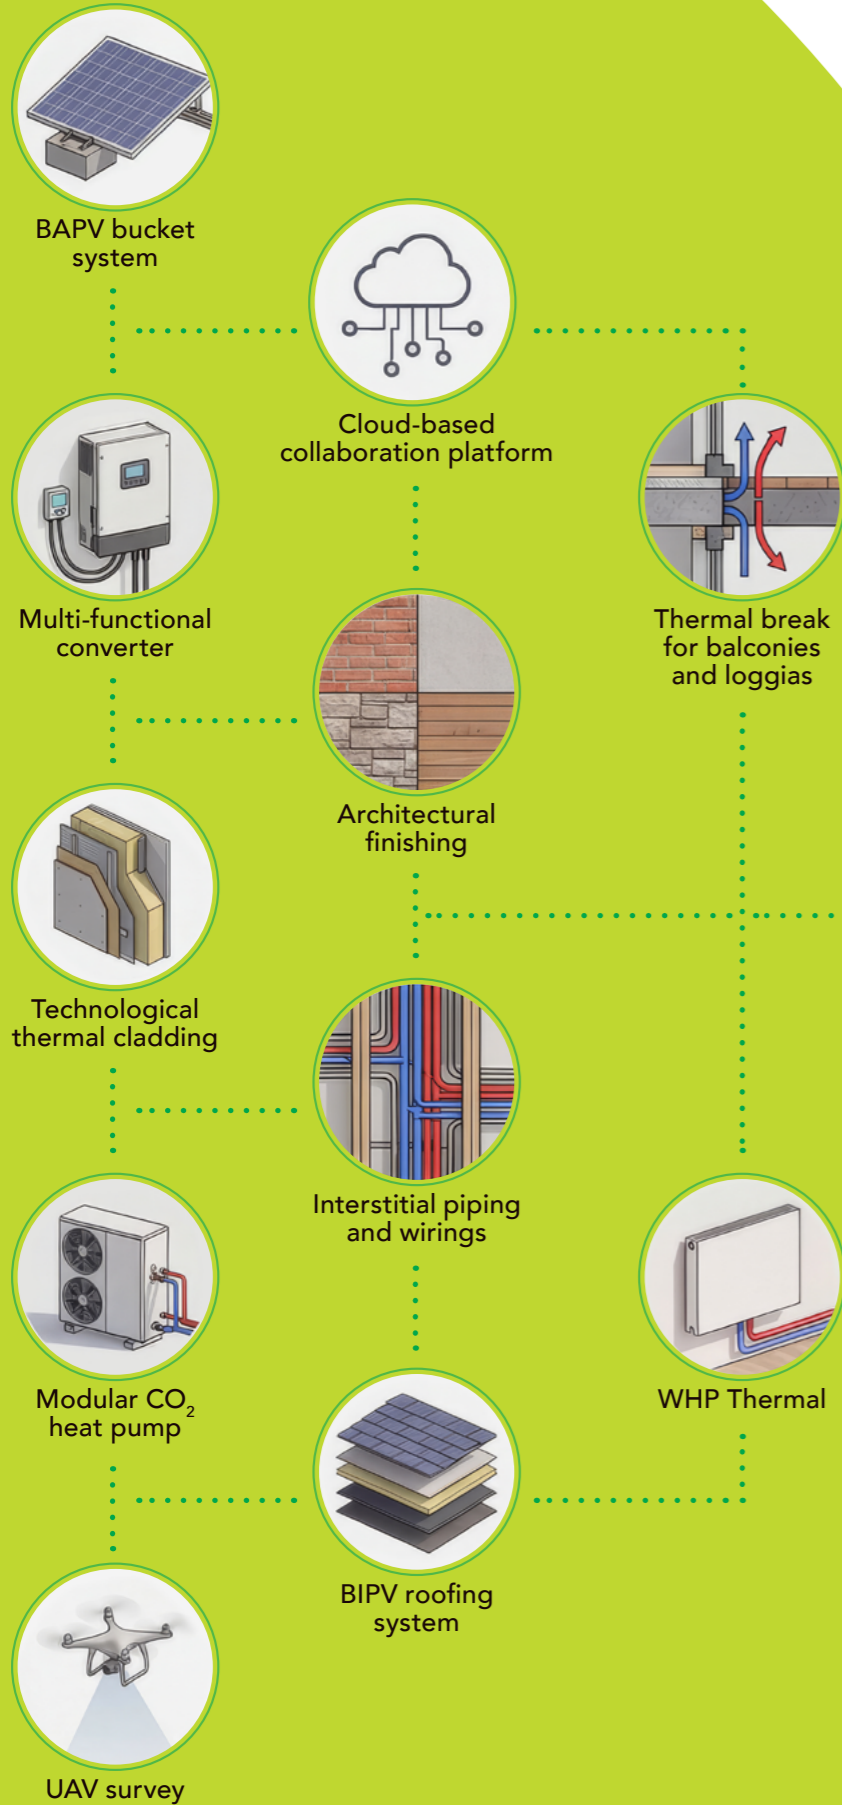 BAPV bucket
system
Cloud-based
collaboration platform
Multi-functional
converter
Thermal break
for balconies
and loggias
Architectural
finishing
Technological
thermal cladding
Interstitial piping
and wirings
Modular CO₂
heat pump
WHP Thermal
BIPV roofing
system
UAV survey